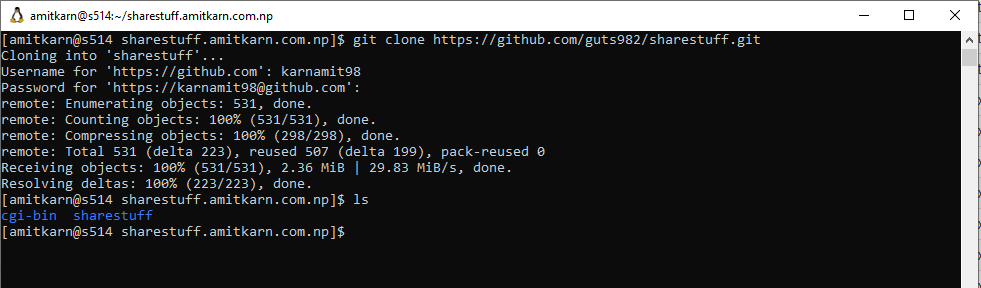 amitkarn@s514:~/sharestuff.amitkarn.com.np
[amitkarn@s514 sharestuff.amitkarn.com.np]$ git clone https://github.com/guts982/sharestuff.git
Cloning into 'sharestuff'...
Username for 'https://github.com': karnamit98
Password for 'https://karnamit98@github.com':
remote: Enumerating objects: 531, done.
remote: Counting objects: 100% (531/531), done.
remote: Compressing objects: 100% (298/298), done.
remote: Total 531 (delta 223), reused 507 (delta 199), pack-reused 0
Receiving objects: 100% (531/531), 2.36 MiB | 29.83 MiB/s, done.
Resolving deltas: 100% (223/223), done.
[amitkarn@s514 sharestuff.amitkarn.com.np]$ ls
cgi-bin  sharestuff
[amitkarn@s514 sharestuff.amitkarn.com.np]$